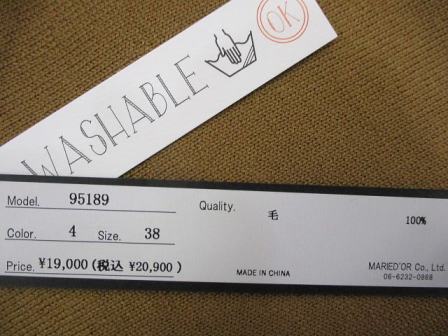 WASHABLE OK
Model. 95189
Color. 4 Size. 38
Price. ¥19,000 (税込 ¥20,900)
Quality.
毛 100%
MADE IN CHINA
MARIED'OR Co., Ltd.
06-6232-0868